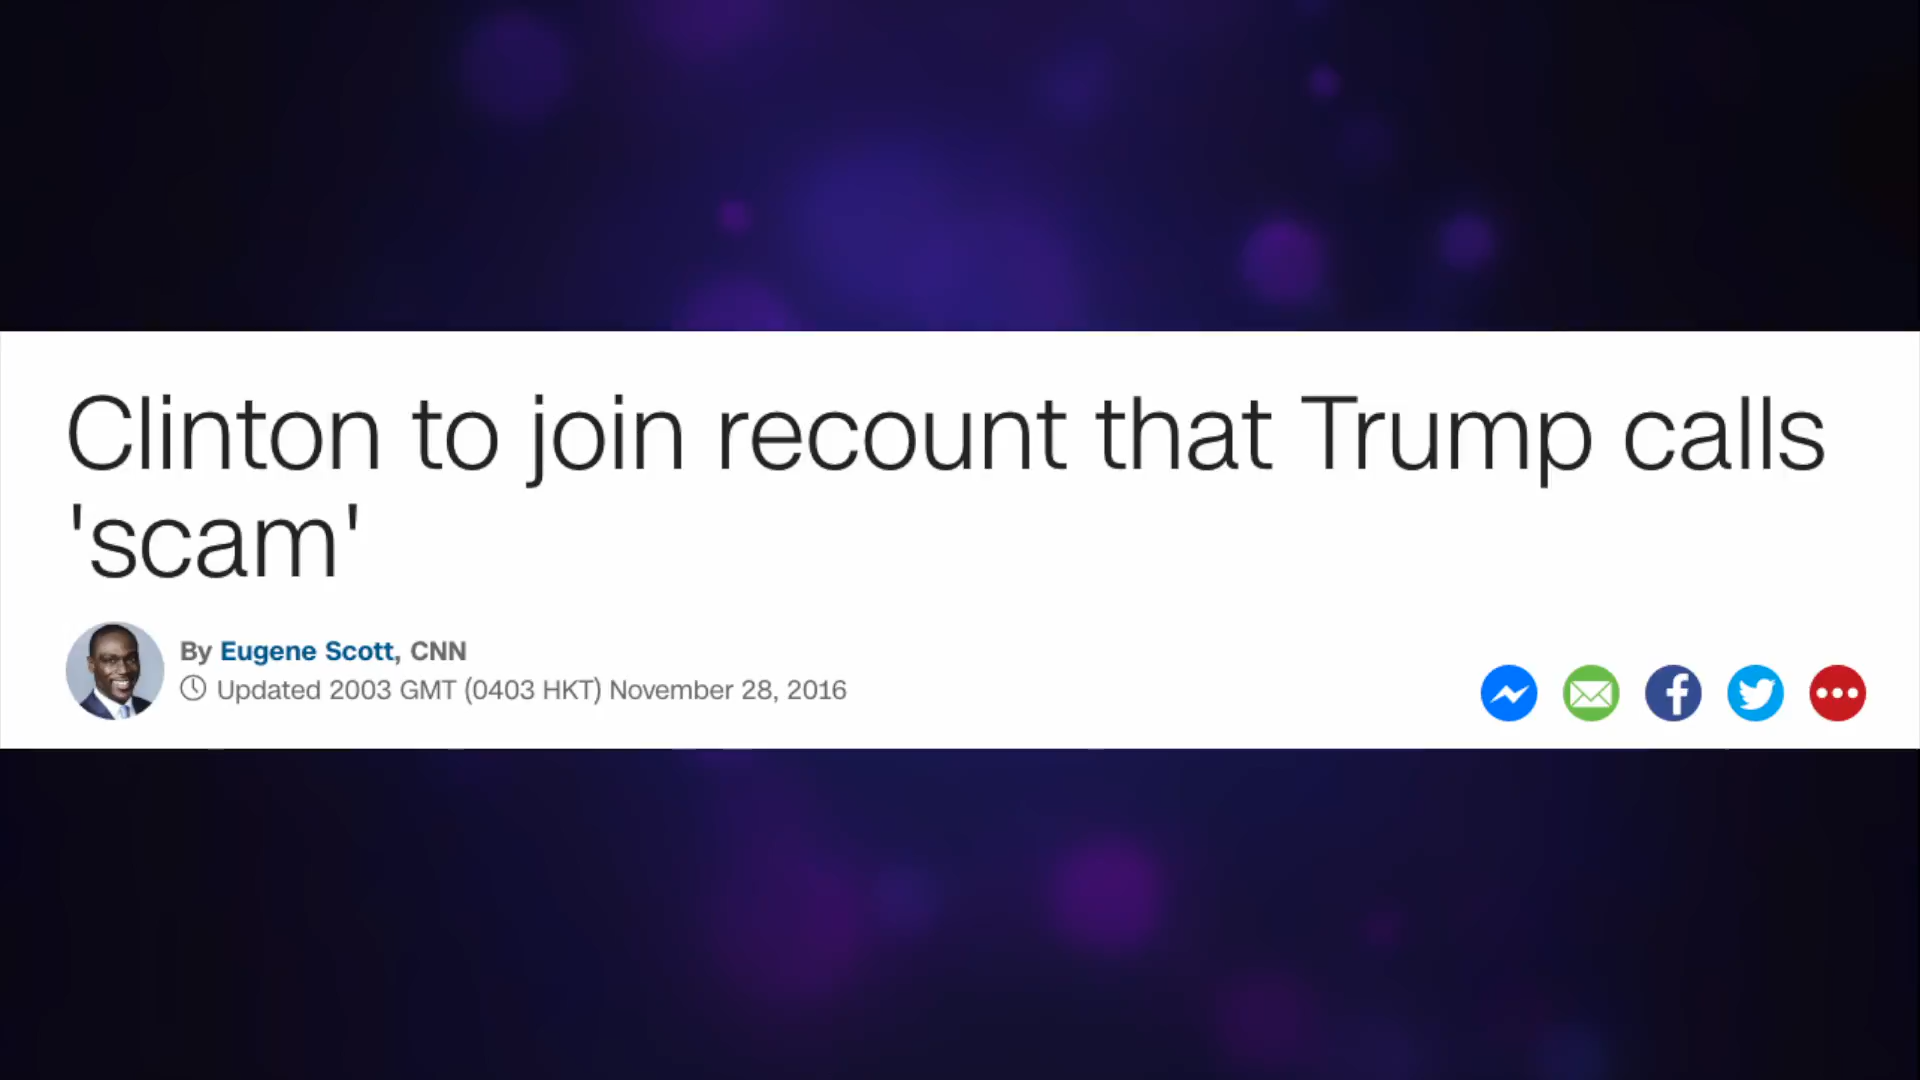 Clinton to join recount that Trump calls
'scam'
By Eugene Scott, CNN
Updated 2003 GMT (0403 HKT) November 28, 2016